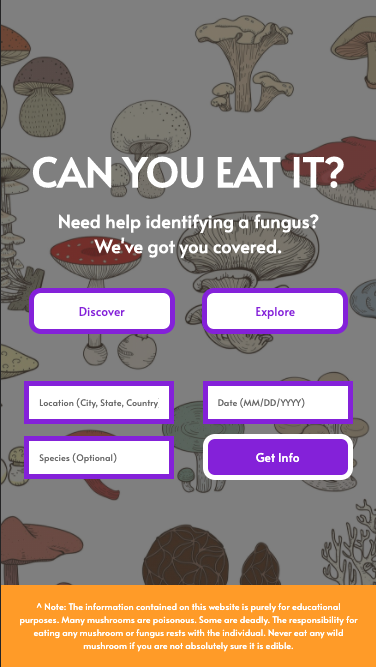 CAN YOU EAT IT?
Need help identifying a fungus?
We've got you covered.
Discover
Explore
Location (City, State, Country
Date (MM/DD/YYYY)
Species (Optional)
Get Info
^ Note: The information contained on this website is purely for educational
purposes. Many mushrooms are poisonous. Some are deadly. The responsibility for
eating any mushroom or fungus rests with the individual. Never eat any wild
mushroom if you are not absolutely sure it is edible.